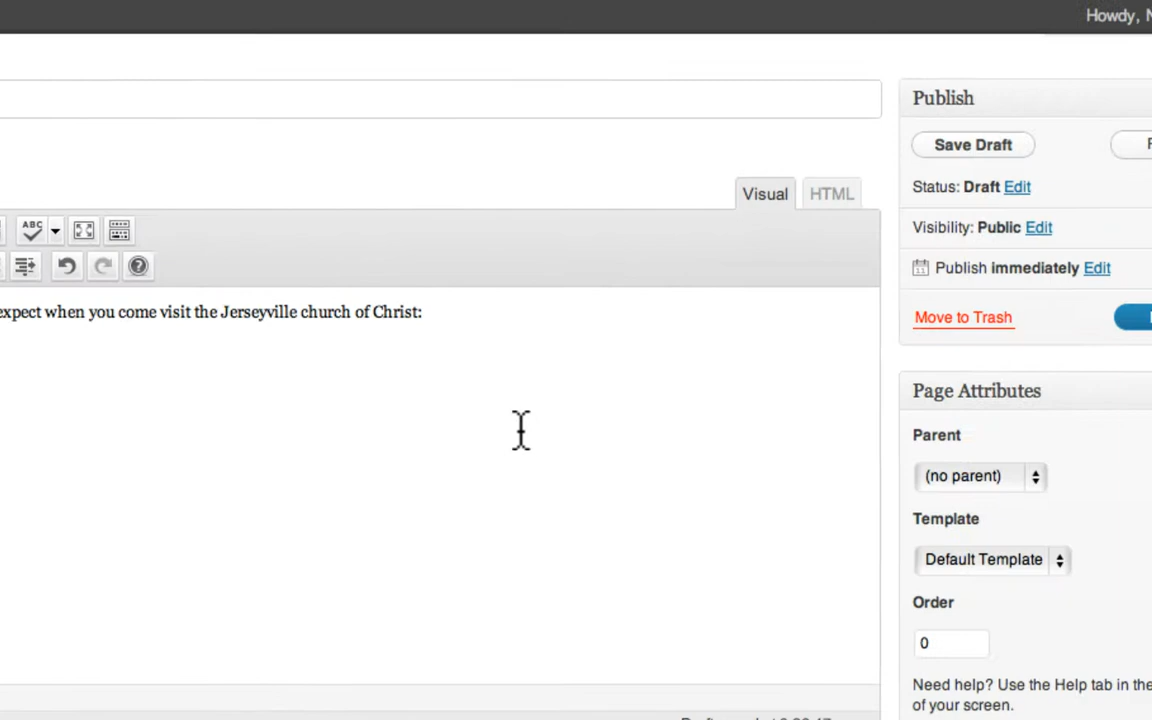 Howdy,
Publish
Save Draft
Visual
HTML
Status: Draft Edit
ABC
Visibility: Public Edit
Publish immediately Edit
expect when you come visit the Jerseyville church of Christ:
Move to Trash
Page Attributes
Parent
(no parent)
Template
Default Template
Order
0
Need help? Use the Help tab in the
of your screen.